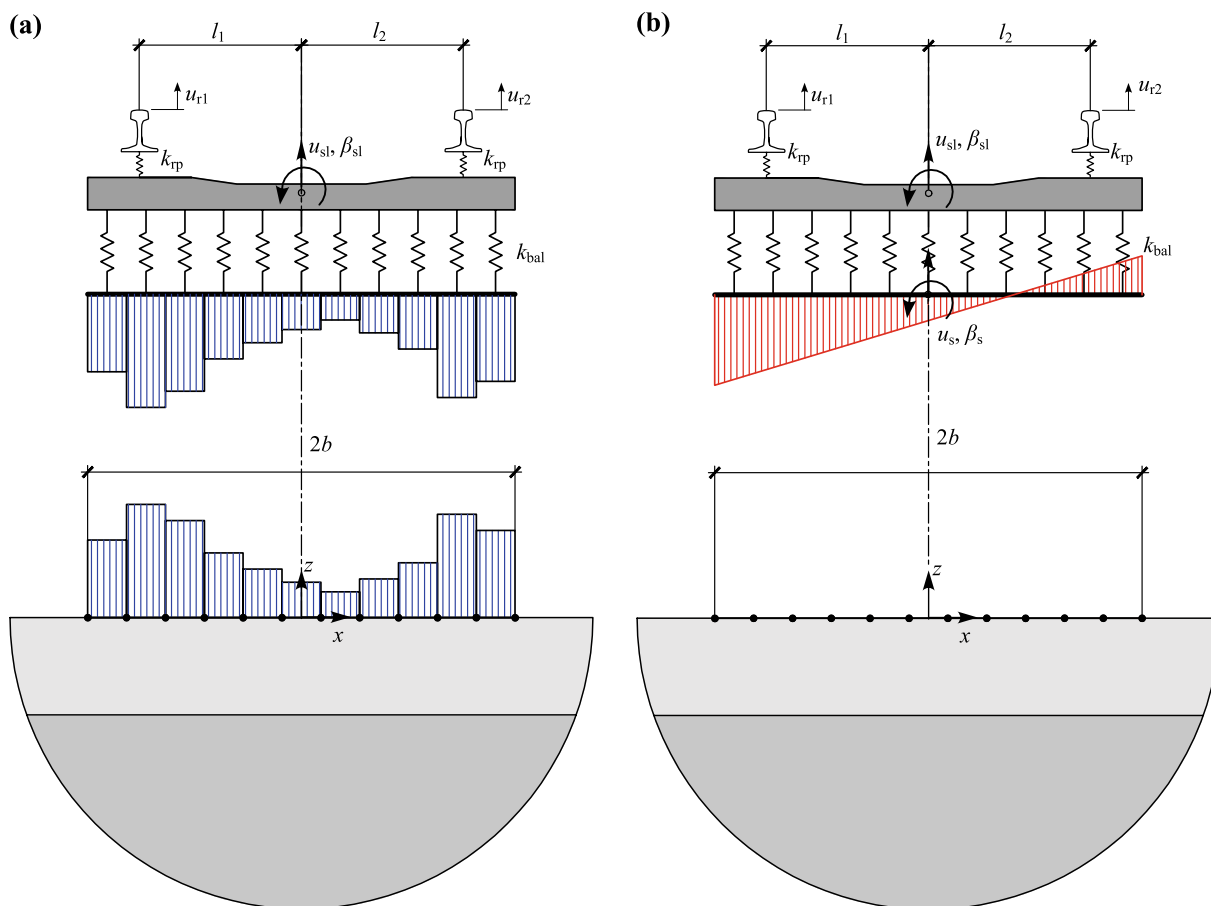 (a)
l1
l2
ur1
ur2
krp
krp
usl, βsl
kbal
2b
z
x
(b)
l1
l2
ur1
ur2
krp
krp
usl, βsl
kbal
us, βs
2b
z
x